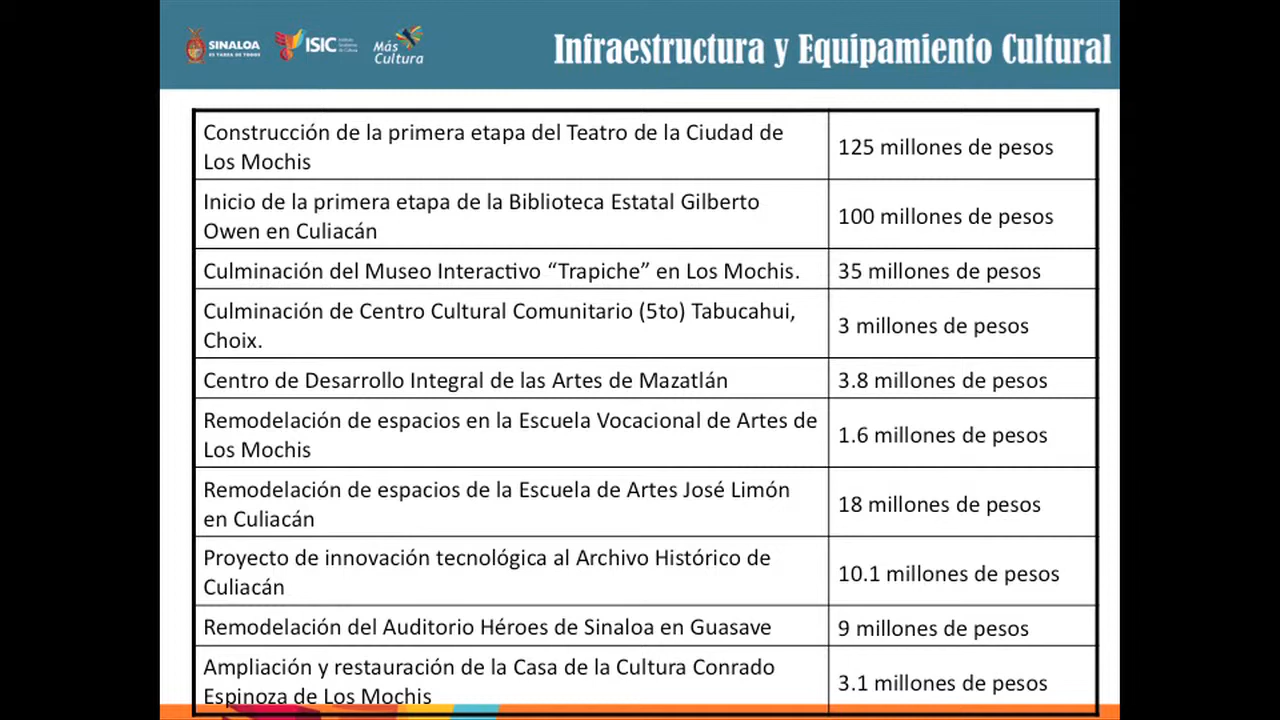 SINALOA
ES TAREA DE TODOS
ISIC
Más
Cultura
Infraestructura y Equipamiento Cultural
Construcción de la primera etapa del Teatro de la Ciudad de
Los Mochis
125 millones de pesos
Inicio de la primera etapa de la Biblioteca Estatal Gilberto
Owen en Culiacán
100 millones de pesos
Culminación del Museo Interactivo “Trapiche” en Los Mochis.
35 millones de pesos
Culminación de Centro Cultural Comunitario (5to) Tabucahui,
Choix.
3 millones de pesos
Centro de Desarrollo Integral de las Artes de Mazatlán
3.8 millones de pesos
Remodelación de espacios en la Escuela Vocacional de Artes de
Los Mochis
1.6 millones de pesos
Remodelación de espacios de la Escuela de Artes José Limón
en Culiacán
18 millones de pesos
Proyecto de innovación tecnológica al Archivo Histórico de
Culiacán
10.1 millones de pesos
Remodelación del Auditorio Héroes de Sinaloa en Guasave
9 millones de pesos
Ampliación y restauración de la Casa de la Cultura Conrado
Espinoza de Los Mochis
3.1 millones de pesos